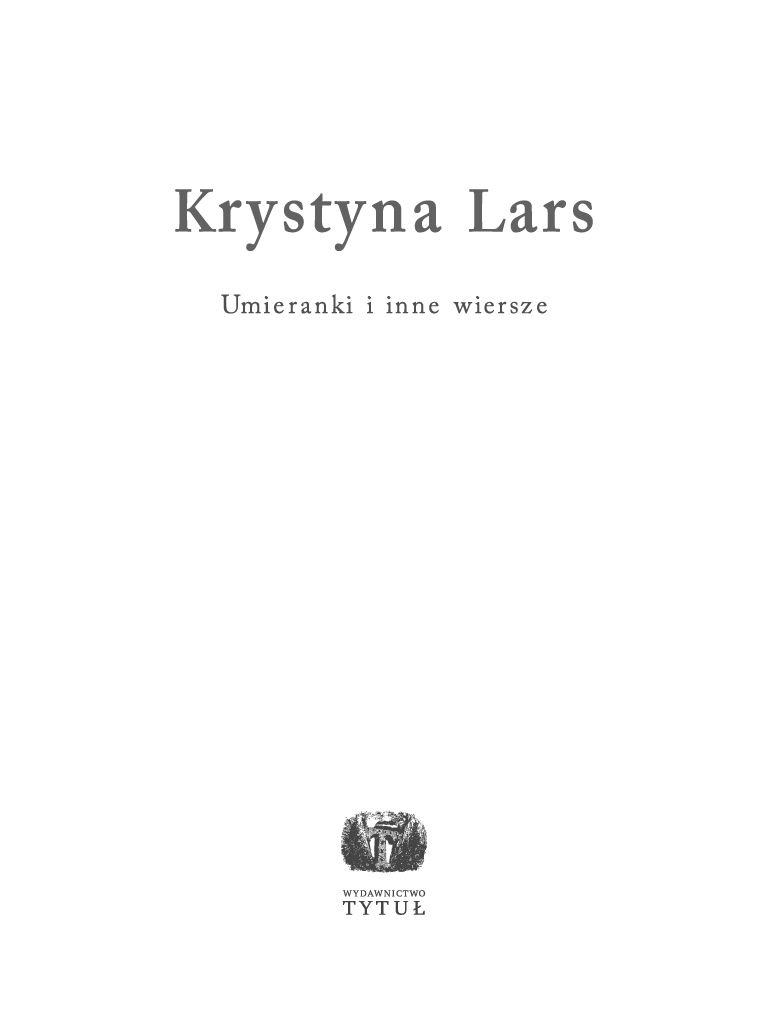 Krystyna Lars
Umieranki i inne wiersze
WYDAWNICTWO
TYTUŁ